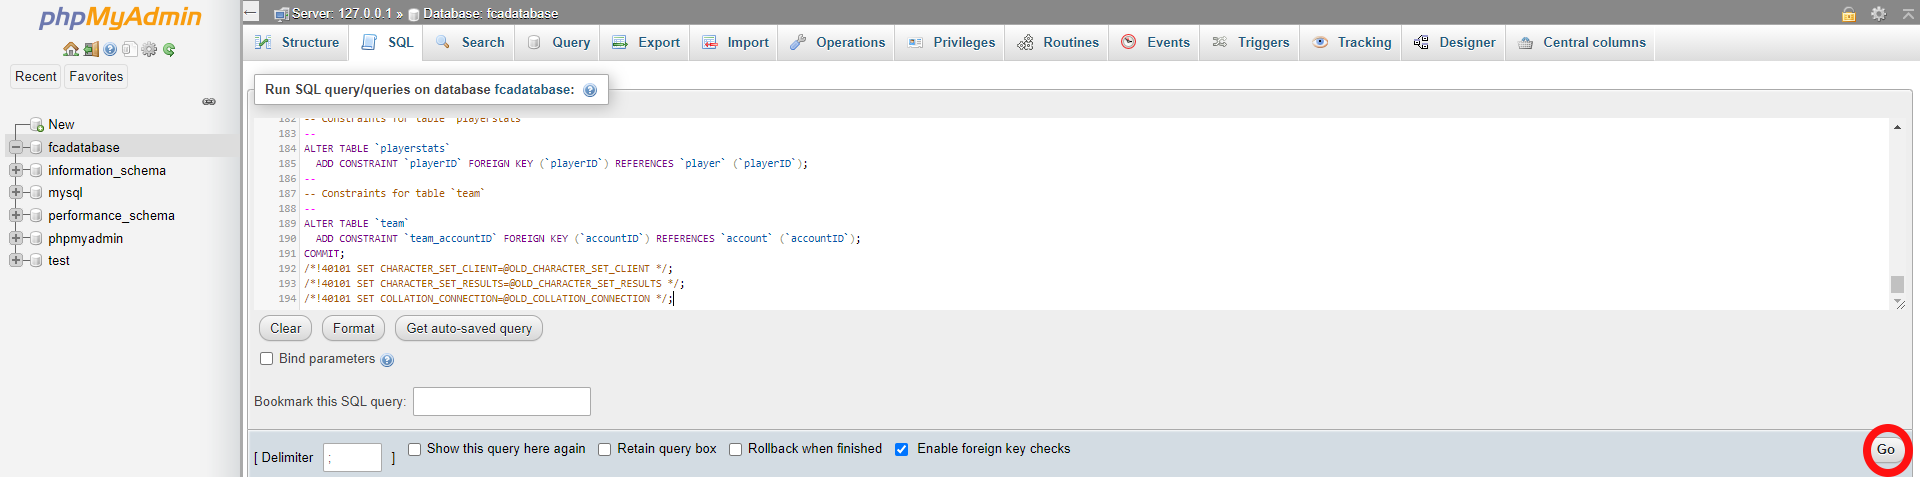 phpMyAdmin
Recent Favorites
New
fcadatabase
information_schema
mysql
performance_schema
phpmyadmin
test
Server: 127.0.0.1 » Database: fcadatabase
Structure SQL Search Query Export Import Operations Privileges Routines Events Triggers Tracking Designer Central columns
Run SQL query/queries on database fcadatabase:
182 -- Constraints for table `playerstats`
183 --
184 ALTER TABLE `playerstats`
185 ADD CONSTRAINT `playerID` FOREIGN KEY (`playerID`) REFERENCES `player` (`playerID`);
186 --
187 -- Constraints for table `team`
188 --
189 ALTER TABLE `team`
190 ADD CONSTRAINT `team_accountID` FOREIGN KEY (`accountID`) REFERENCES `account` (`accountID`);
191 COMMIT;
192 /*!40101 SET CHARACTER_SET_CLIENT=@OLD_CHARACTER_SET_CLIENT */;
193 /*!40101 SET CHARACTER_SET_RESULTS=@OLD_CHARACTER_SET_RESULTS */;
194 /*!40101 SET COLLATION_CONNECTION=@OLD_COLLATION_CONNECTION */;
Clear Format Get auto-saved query
Bind parameters
Bookmark this SQL query:
[ Delimiter ; ] Show this query here again Retain query box Rollback when finished Enable foreign key checks Go